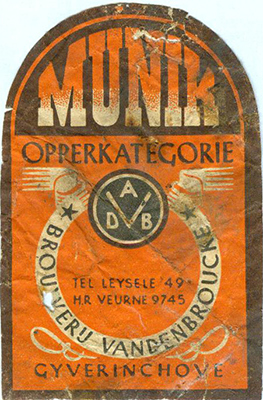 MUNIK
OPPERKATEGORIE
A
D B
★ BROUWERIJ VANDENBROUCKE ★
TEL LEYSELE '49'
H.R VEURNE 9745
GYVERINCHOVE